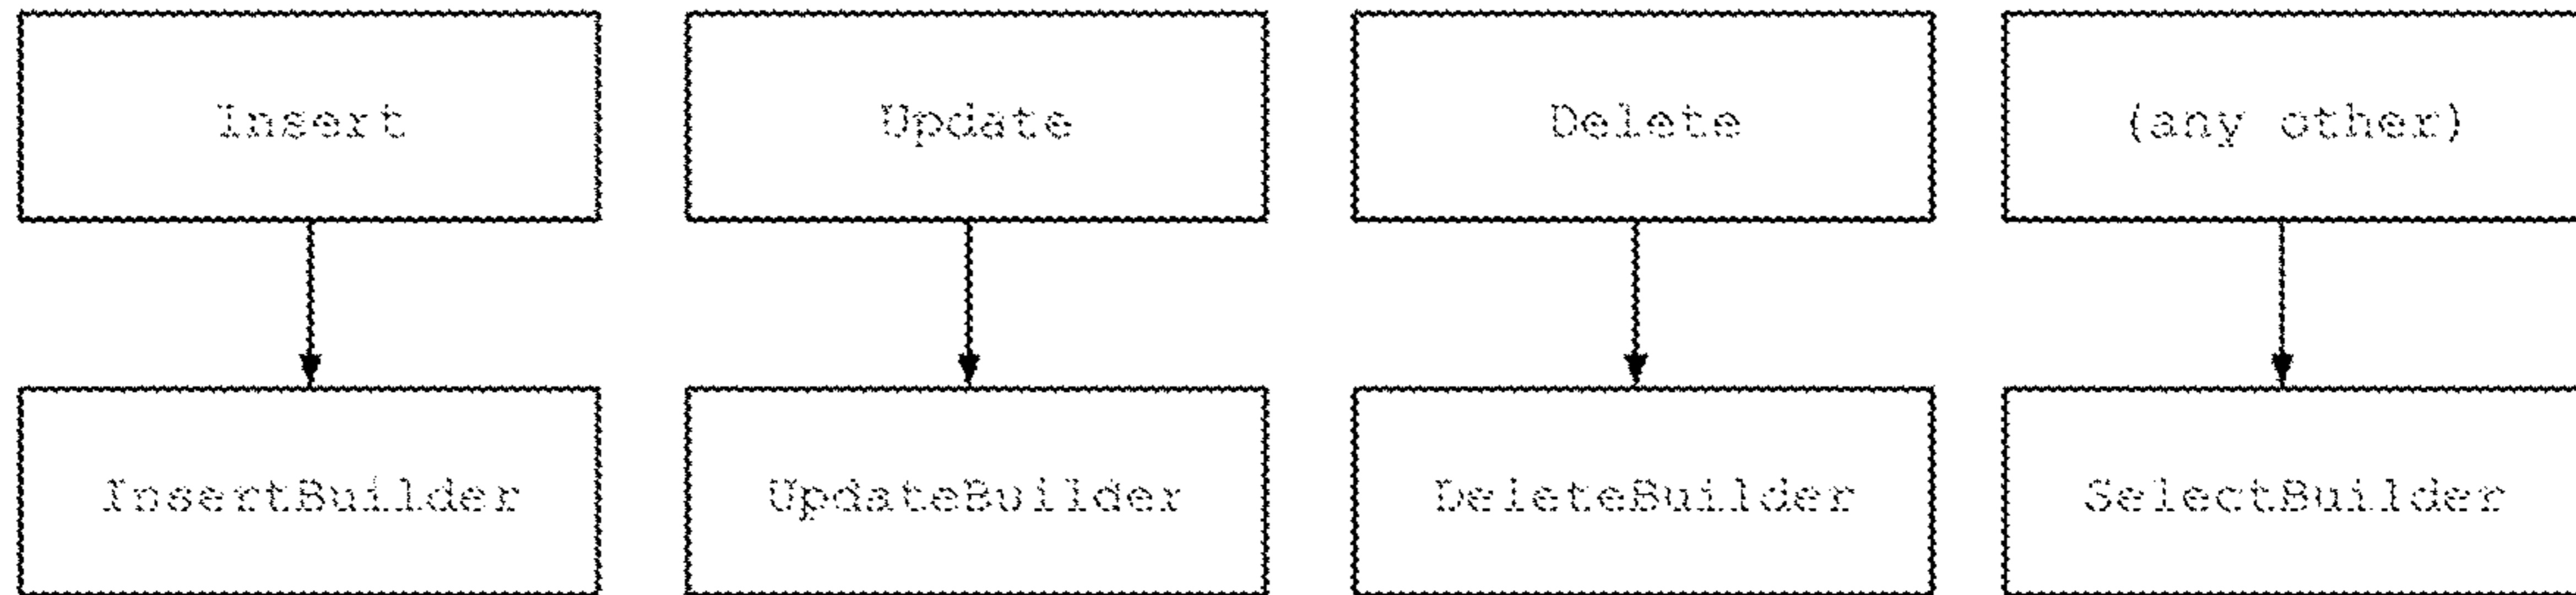 Insert
Update
Delete
(any other)
InsertBuilder
UpdateBuilder
DeleteBuilder
SelectBuilder